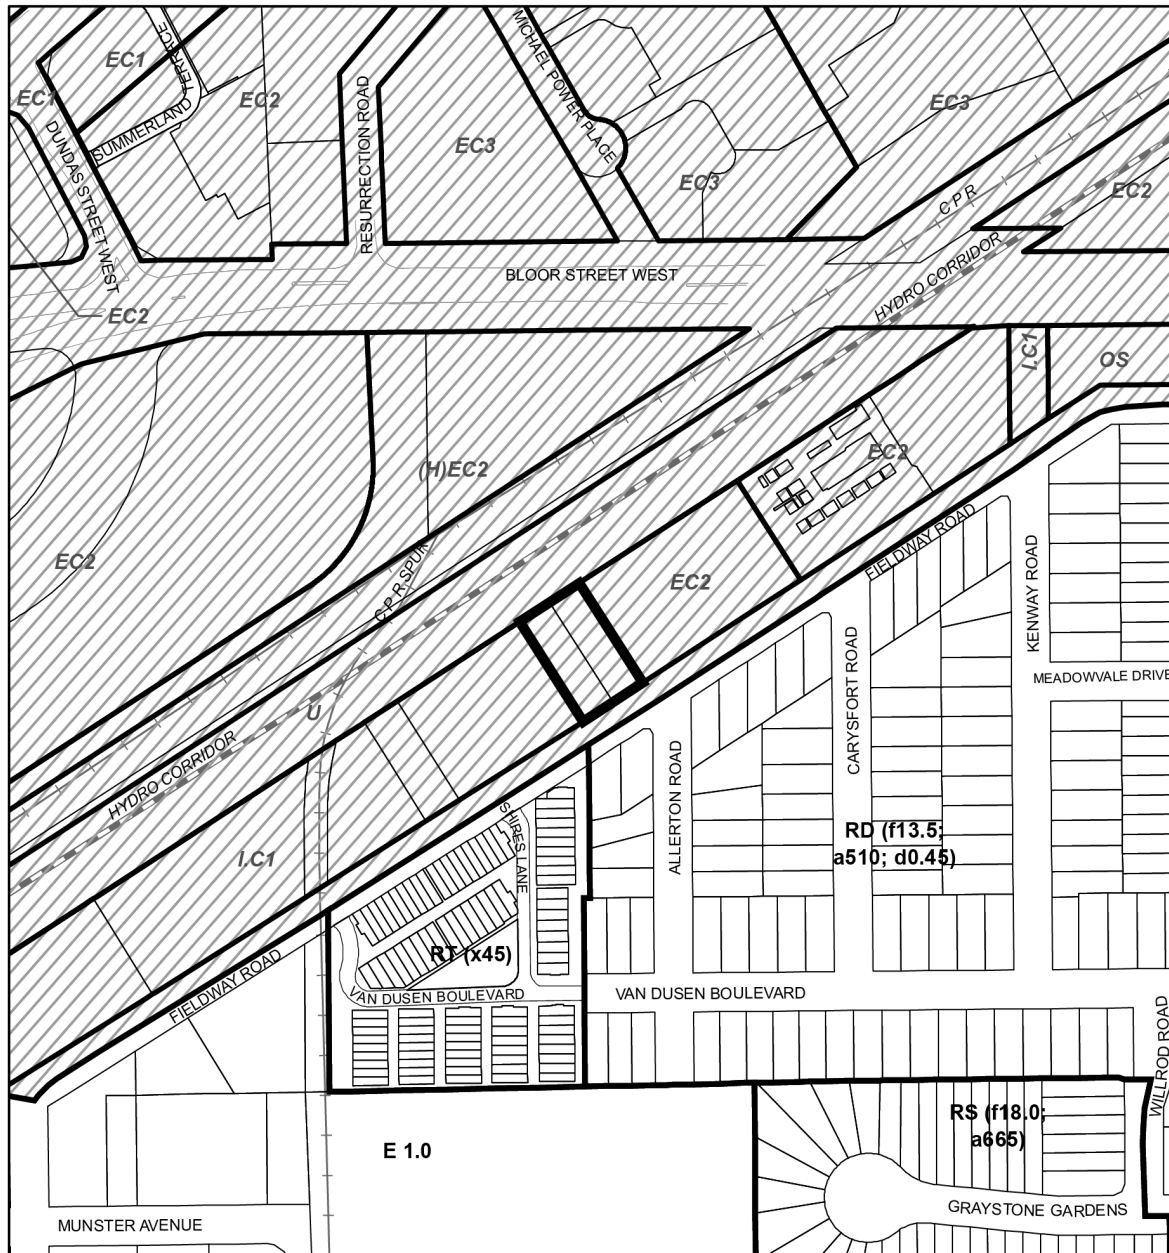 MICHAEL POWER PLACE
TERRACE
EC1
EC1
EC2
EC3
SUMMERLAND
DUNDAS STREET WEST
RESURRECTION ROAD
EC3
EC3
EC2
C P R
HYDRO CORRIDOR
BLOOR STREET WEST
EC2
I.C1
OS
(H)EC2
EC2
EC2
FIELDWAY ROAD
KENWAY ROAD
C P R SPUR
EC2
CARYSFORT ROAD
MEADOWVALE DRIVE
U
HYDRO CORRIDOR
ALLERTON ROAD
SHIRES LANE
RD (f13.5;
a510; d0.45)
I.C1
RT (x45)
FIELDWAY ROAD
VAN DUSEN BOULEVARD
VAN DUSEN BOULEVARD
WILLROD ROAD
RS (f18.0;
a665)
E 1.0
GRAYSTONE GARDENS
MUNSTER AVENUE